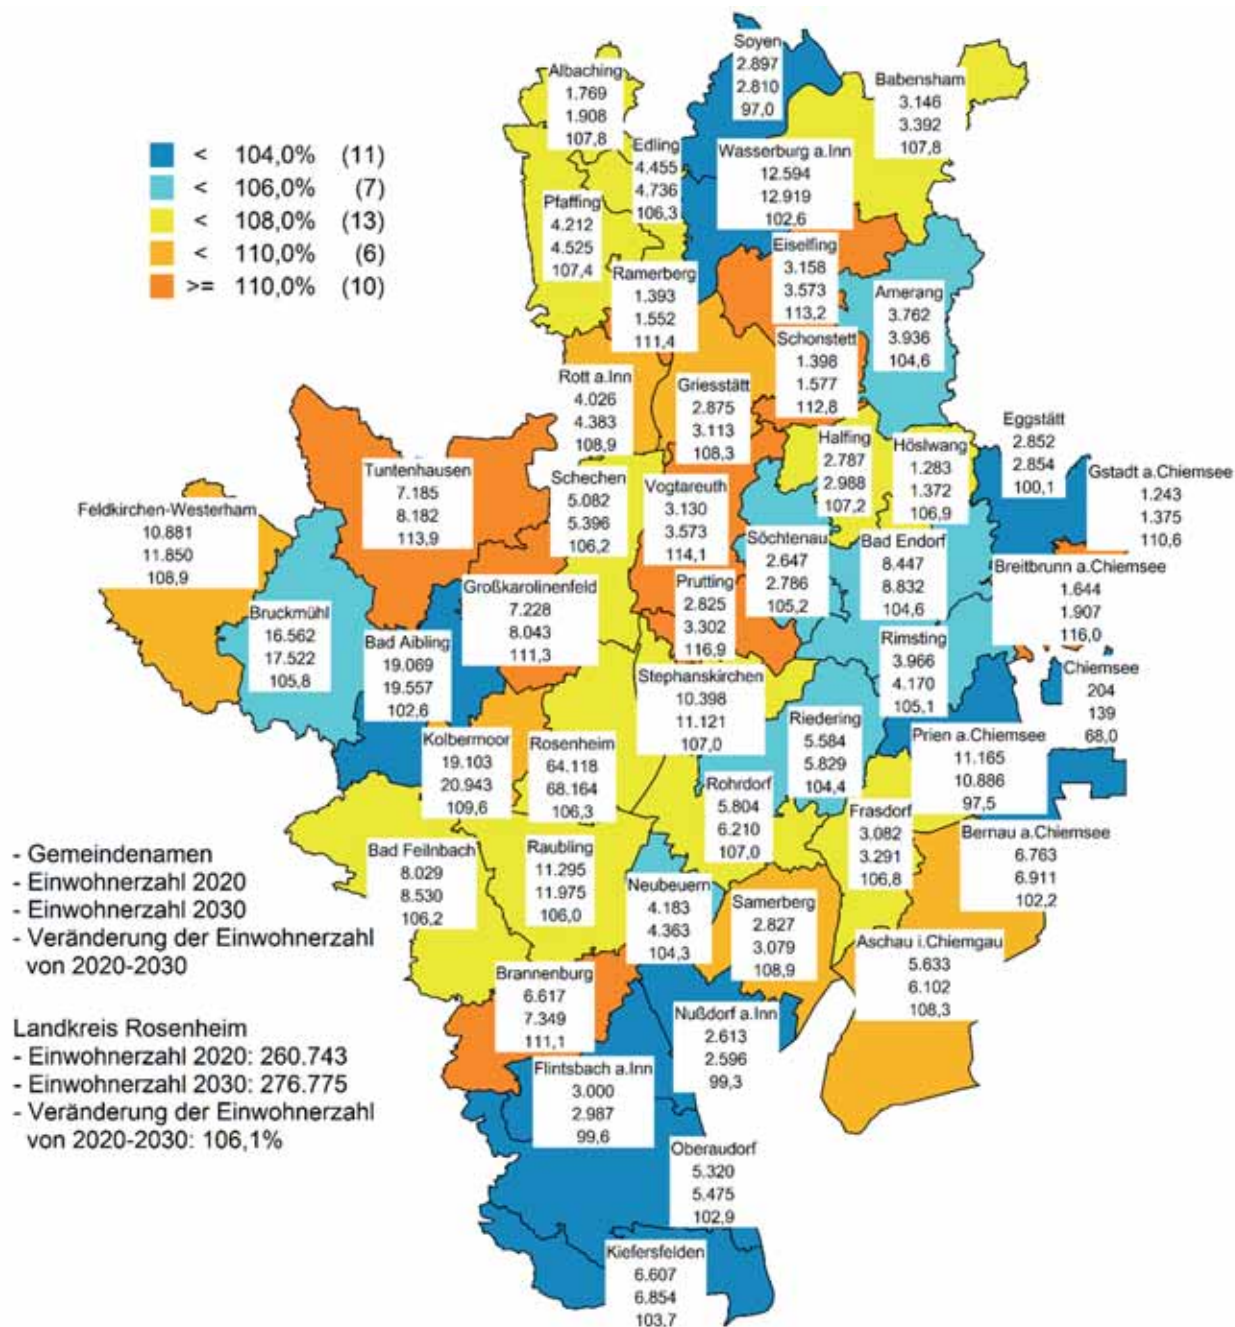 Soyen
2.897
2.810
97,0
Albaching
1.769
1.908
107,8
Babensham
3.146
3.392
107,8
< 104,0% (11)
< 106,0% (7)
< 108,0% (13)
< 110,0% (6)
>= 110,0% (10)
Edling
4.455
4.736
106,3
Wasserburg a.Inn
12.594
12.919
102,6
Pfaffing
4.212
4.525
107,4
Eiselfing
3.158
3.573
113,2
Ramerberg
1.393
1.552
111,4
Amerang
3.762
3.936
104,6
Schonstett
1.398
1.577
112,8
Rott a.Inn
4.026
4.383
108,9
Griesstätt
2.875
3.113
108,3
Eggstätt
2.852
2.854
100,1
Halfing
2.787
2.988
107,2
Höslwang
1.283
1.372
106,9
Gstadt a.Chiemsee
1.243
1.375
110,6
Tuntenhausen
7.185
8.182
113,9
Schechen
5.082
5.396
106,2
Vogtareuth
3.130
3.573
114,1
Feldkirchen-Westerham
10.881
11.850
108,9
Söchtenau
2.647
2.786
105,2
Bad Endorf
8.447
8.832
104,6
Breitbrunn a.Chiemsee
1.644
1.907
116,0
Großkarolinenfeld
7.228
8.043
111,3
Prutting
2.825
3.302
116,9
Bruckmühl
16.562
17.522
105,8
Bad Aibling
19.069
19.557
102,6
Rimsting
3.966
4.170
105,1
Stephanskirchen
10.398
11.121
107,0
Chiemsee
204
139
68,0
Riedering
5.584
5.829
104,4
Prien a.Chiemsee
11.165
10.886
97,5
Kolbermoor
19.103
20.943
109,6
Rosenheim
64.118
68.164
106,3
Rohrdorf
5.804
6.210
107,0
Frasdorf
3.082
3.291
106,8
Bernau a.Chiemsee
6.763
6.911
102,2
Bad Feilnbach
8.029
8.530
106,2
Raubling
11.295
11.975
106,0
Neubeuern
4.183
4.363
104,3
Samerberg
2.827
3.079
108,9
Aschau i.Chiemgau
5.633
6.102
108,3
- Gemeindenamen
- Einwohnerzahl 2020
- Einwohnerzahl 2030
- Veränderung der Einwohnerzahl
von 2020-2030
Brannenburg
6.617
7.349
111,1
Nußdorf a.Inn
2.613
2.596
99,3
Landkreis Rosenheim
- Einwohnerzahl 2020: 260.743
- Einwohnerzahl 2030: 276.775
- Veränderung der Einwohnerzahl
von 2020-2030: 106,1%
Flintsbach a.Inn
3.000
2.987
99,6
Oberaudorf
5.320
5.475
102,9
Kiefersfelden
6.607
6.854
103,7